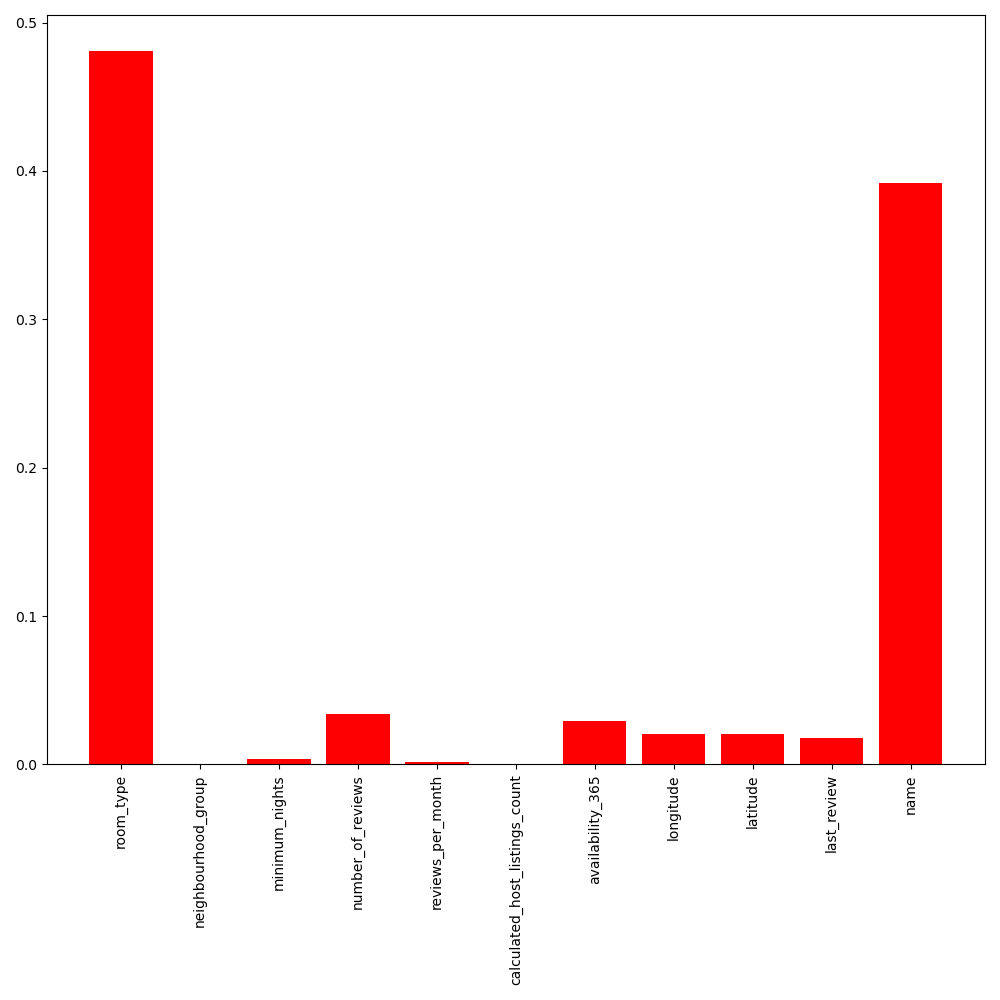 0.5
0.4
0.3
0.2
0.1
0.0
room_type
neighbourhood_group
minimum_nights
number_of_reviews
reviews_per_month
calculated_host_listings_count
availability_365
longitude
latitude
last_review
name